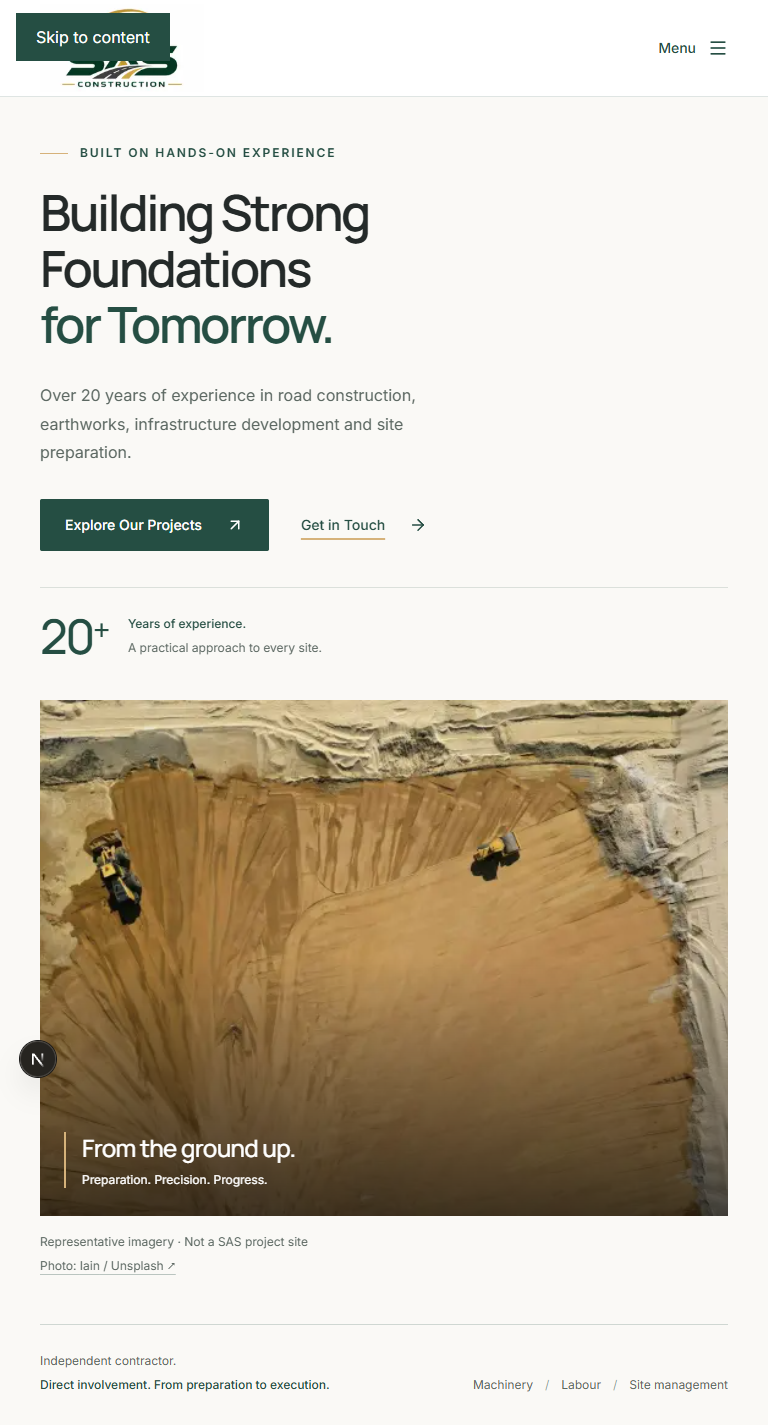 Skip to content
SAS
CONSTRUCTION
Menu
BUILT ON HANDS-ON EXPERIENCE
Building Strong
Foundations
for Tomorrow.
Over 20 years of experience in road construction,
earthworks, infrastructure development and site
preparation.
Explore Our Projects
Get in Touch
20+
Years of experience.
A practical approach to every site.
N
From the ground up.
Preparation. Precision. Progress.
Representative imagery · Not a SAS project site
Photo: Iain / Unsplash ↗
Independent contractor.
Direct involvement. From preparation to execution.
Machinery / Labour / Site management